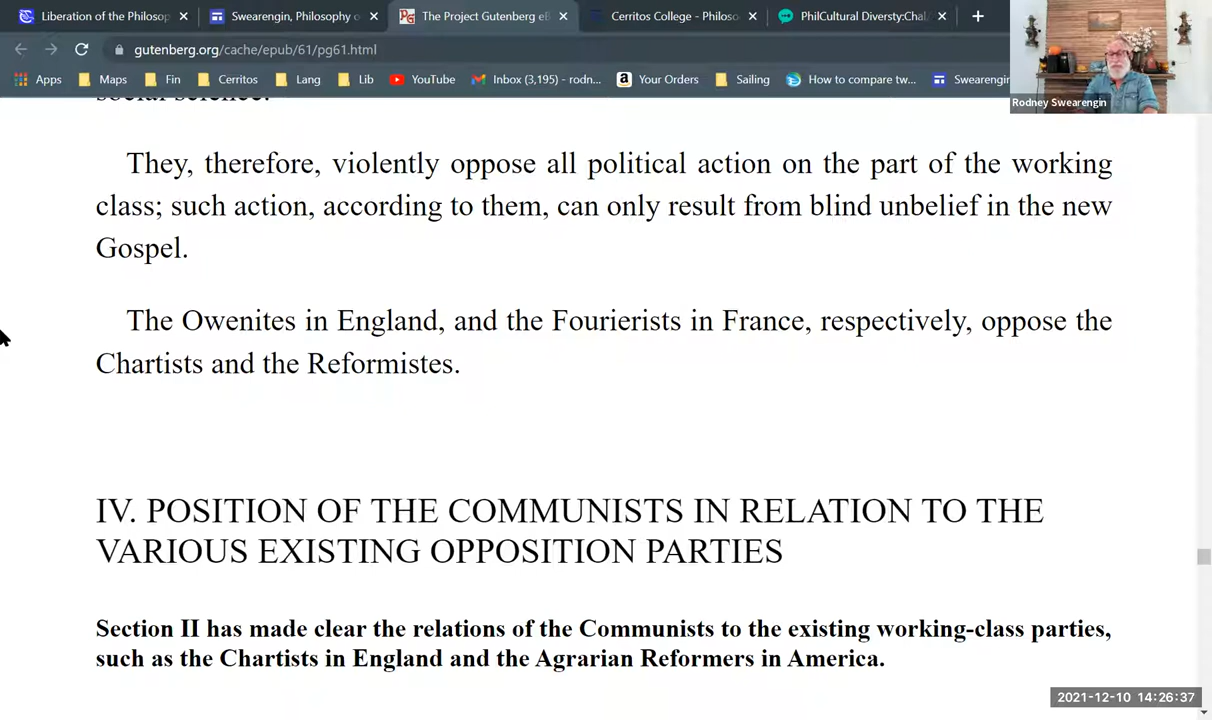 Liberation of the Philosop
Swearengin, Philosophy o
The Project Gutenberg eB
Cerritos College - Philoso
PhilCultural Diversty:Chal
gutenberg.org/cache/epub/61/pg61.html
Apps
Maps
Fin
Cerritos
Lang
Lib
YouTube
Inbox (3,195) - rodn...
Your Orders
Sailing
How to compare tw...
Swearengin
Rodney Swearengin
social science.
They, therefore, violently oppose all political action on the part of the working
class; such action, according to them, can only result from blind unbelief in the new
Gospel.
The Owenites in England, and the Fourierists in France, respectively, oppose the
Chartists and the Reformistes.
IV. POSITION OF THE COMMUNISTS IN RELATION TO THE
VARIOUS EXISTING OPPOSITION PARTIES
Section II has made clear the relations of the Communists to the existing working-class parties,
such as the Chartists in England and the Agrarian Reformers in America.
2021-12-10 14:26:37